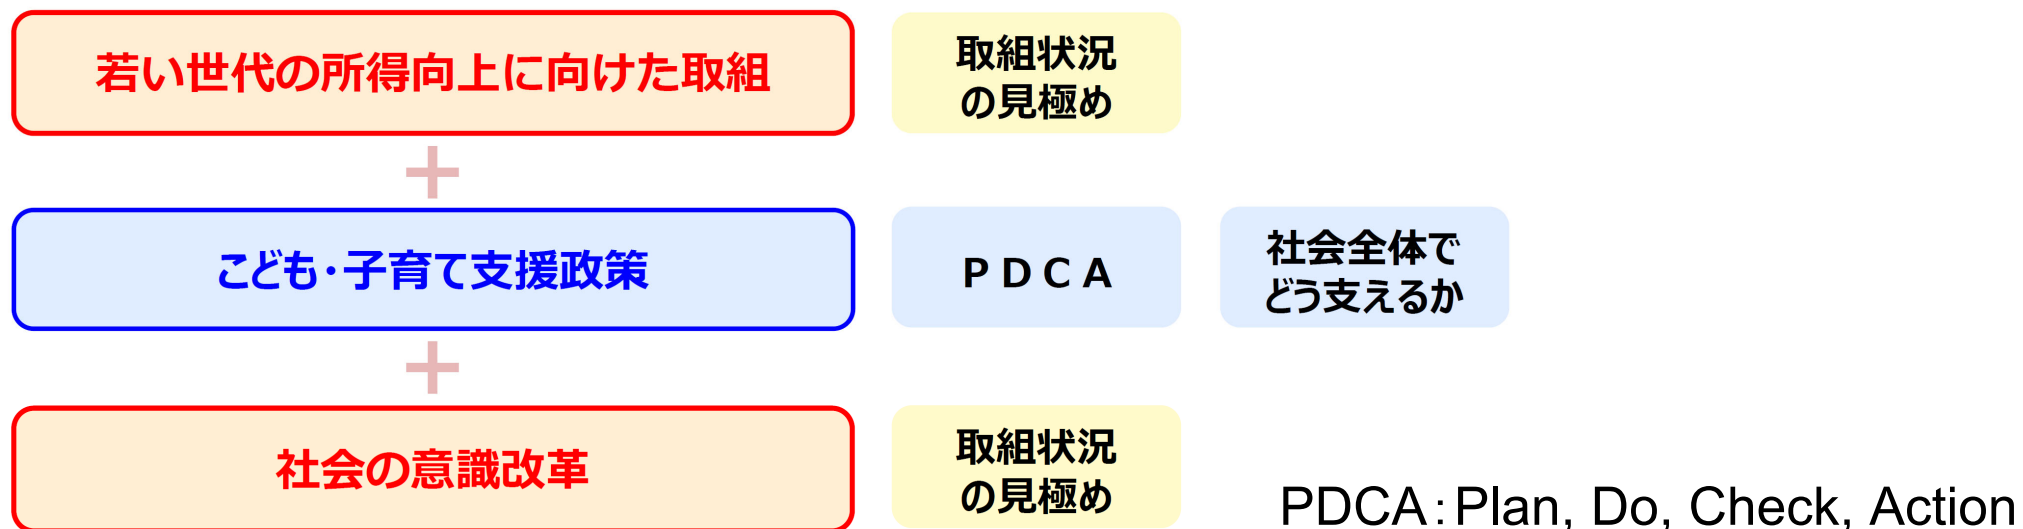 若い世代の所得向上に向けた取組
取組状況
の見極め
+
こども・子育て支援政策
PDCA
社会全体で
どう支えるか
+
社会の意識改革
取組状況
の見極め
PDCA：Plan, Do, Check, Action